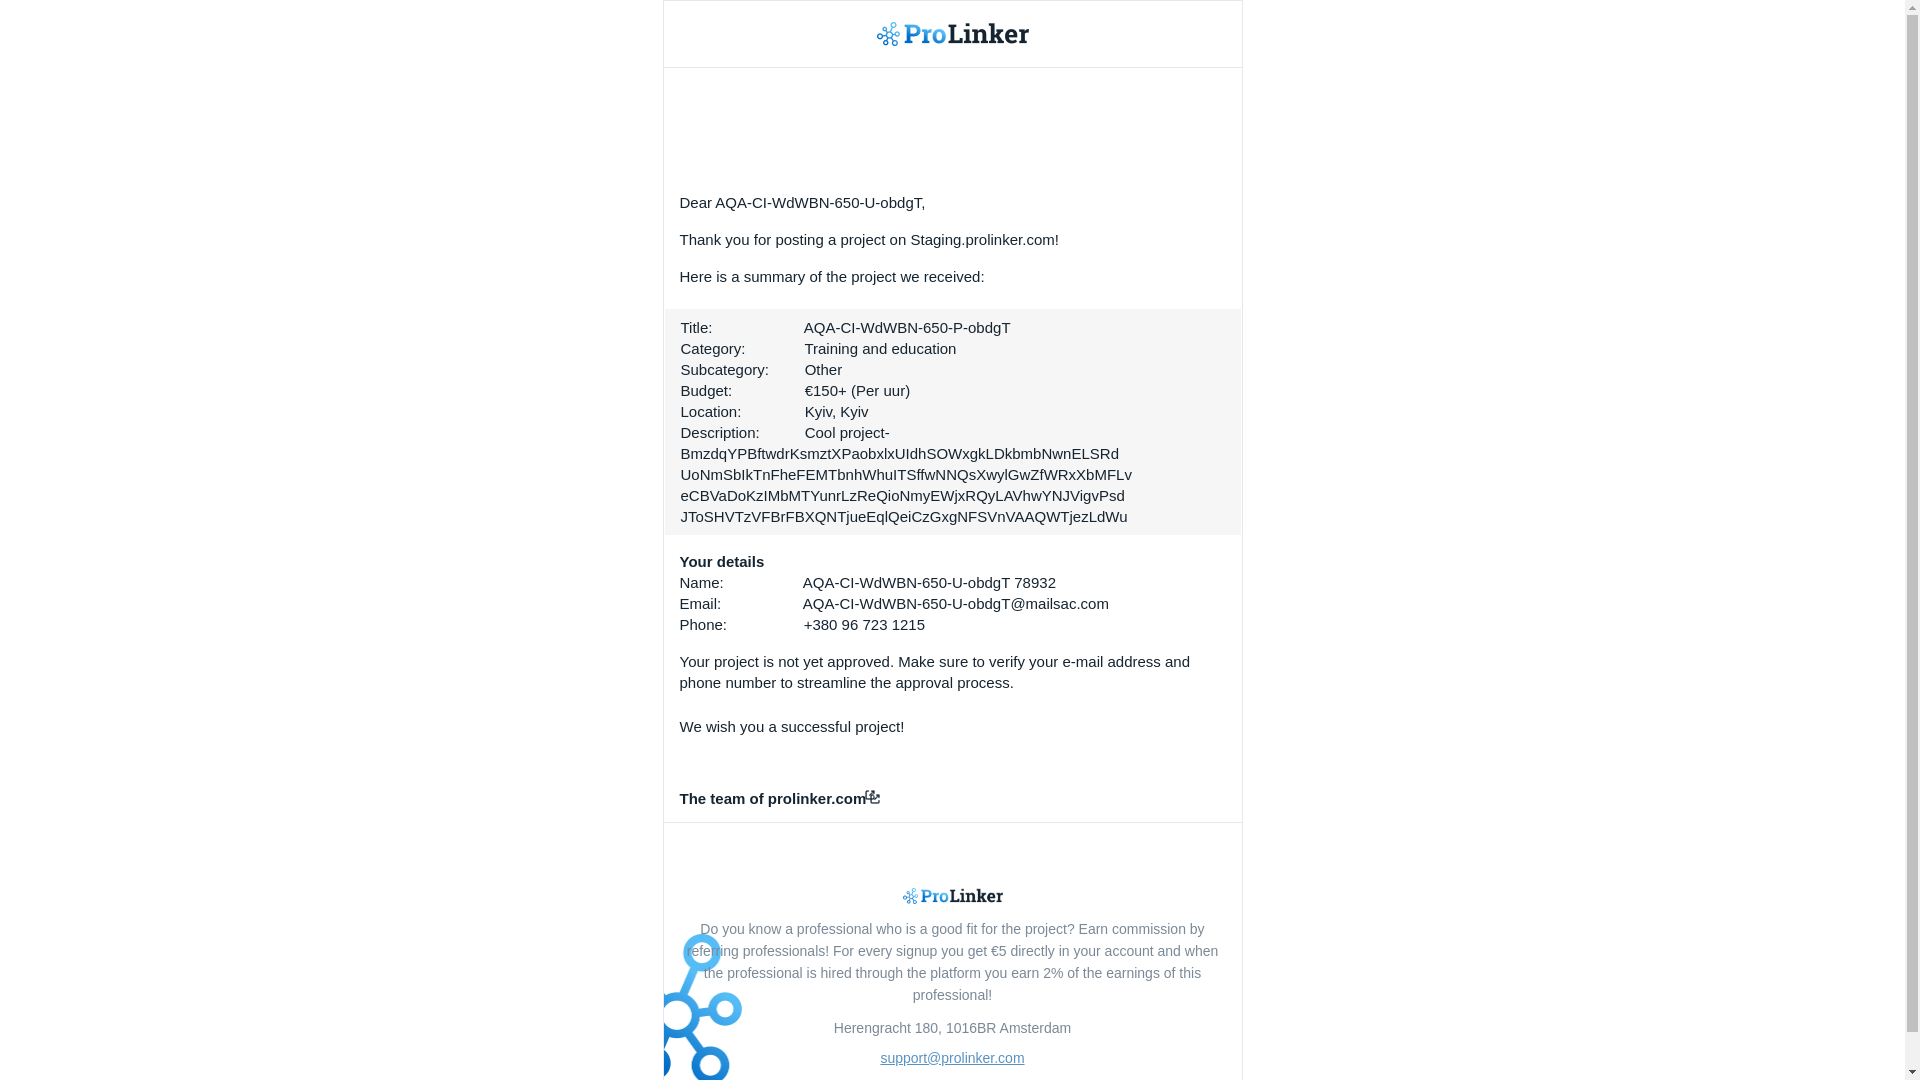 ProLinker
Dear AQA-CI-WdWBN-650-U-obdgT,
Thank you for posting a project on Staging.prolinker.com!
Here is a summary of the project we received:
Title: AQA-CI-WdWBN-650-P-obdgT
Category: Training and education
Subcategory: Other
Budget: €150+ (Per uur)
Location: Kyiv, Kyiv
Description: Cool project-
BmzdqYPBftwdrKsmztXPaobxlxUIdhSOWxgkLDkbmbNwnELSRd
UoNmSbIkTnFheFEMTbnhWhuITSffwNNQsXwylGwZfWRxXbMFLv
eCBVaDoKzIMbMTYunrLzReQioNmyEWjxRQyLAVhwYNJVigvPsd
JToSHVTzVFBrFBXQNTjueEqlQeiCzGxgNFSVnVAAQWTjezLdWu
Your details
Name: AQA-CI-WdWBN-650-U-obdgT 78932
Email: AQA-CI-WdWBN-650-U-obdgT@mailsac.com
Phone: +380 96 723 1215
Your project is not yet approved. Make sure to verify your e-mail address and
phone number to streamline the approval process.
We wish you a successful project!
The team of prolinker.com
ProLinker
Do you know a professional who is a good fit for the project? Earn commission by
referring professionals! For every signup you get €5 directly in your account and when
the professional is hired through the platform you earn 2% of the earnings of this
professional!
Herengracht 180, 1016BR Amsterdam
support@prolinker.com